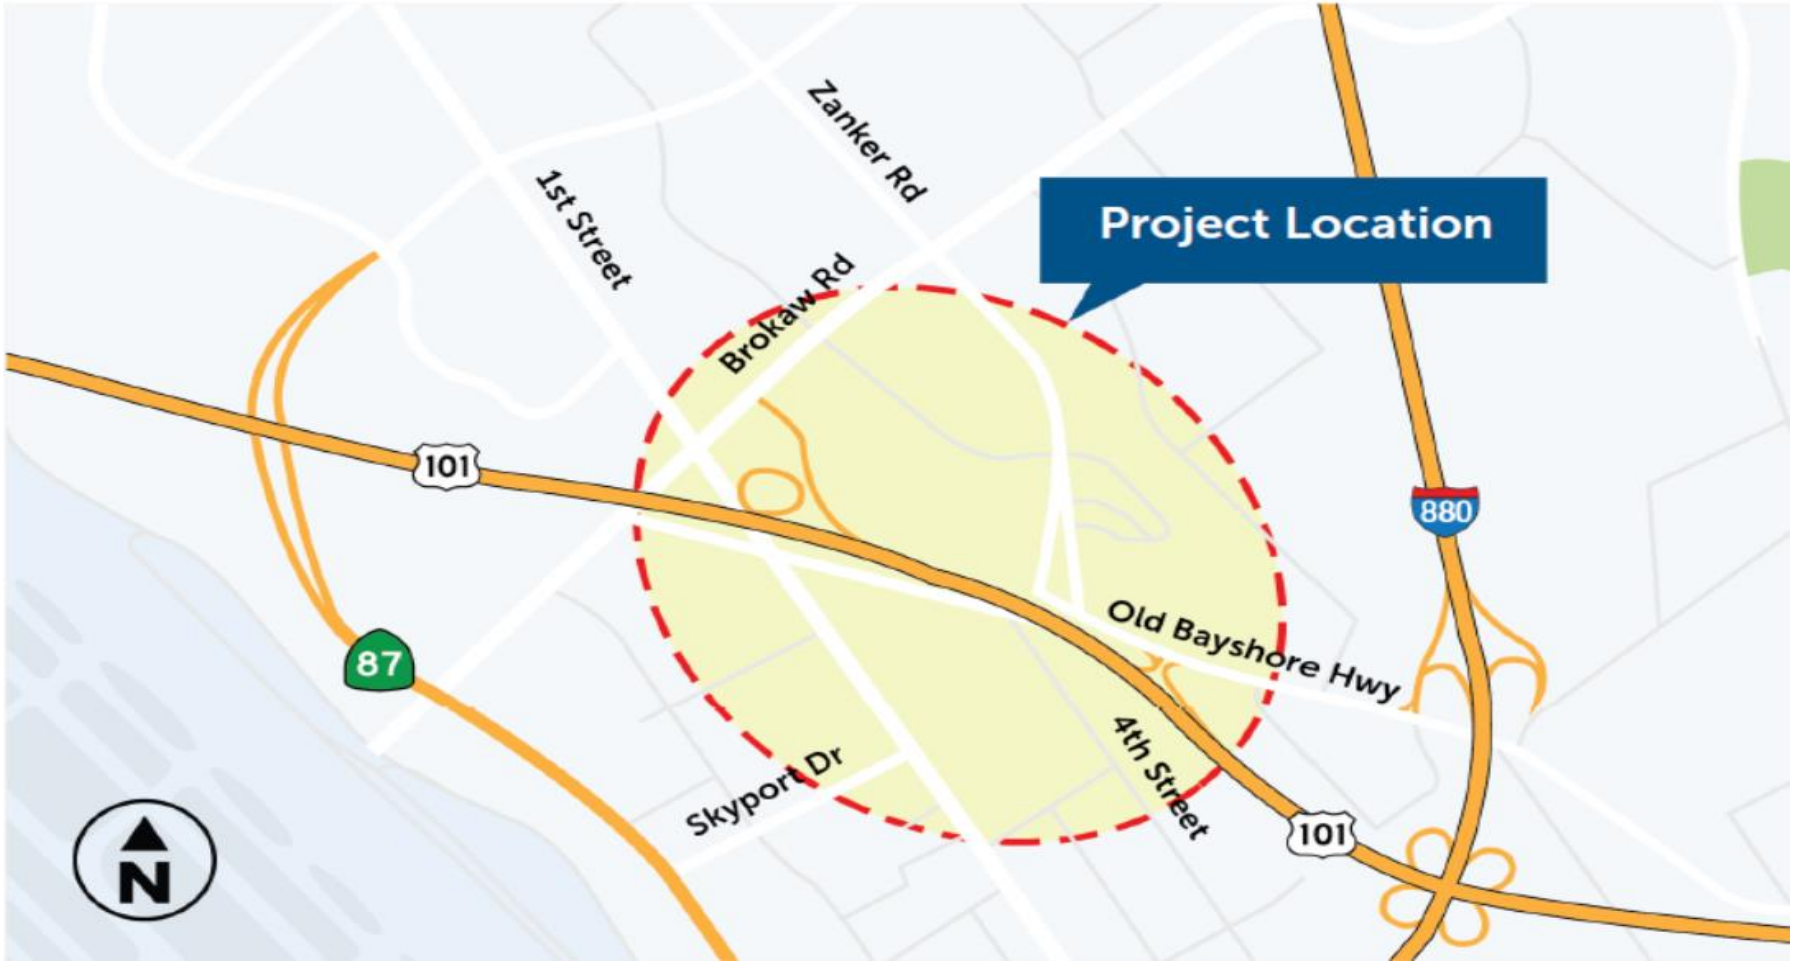 Zanker Rd
1st Street
Project Location
Brokaw Rd
101
880
Old Bayshore Hwy
87
4th Street
Skyport Dr
101
N